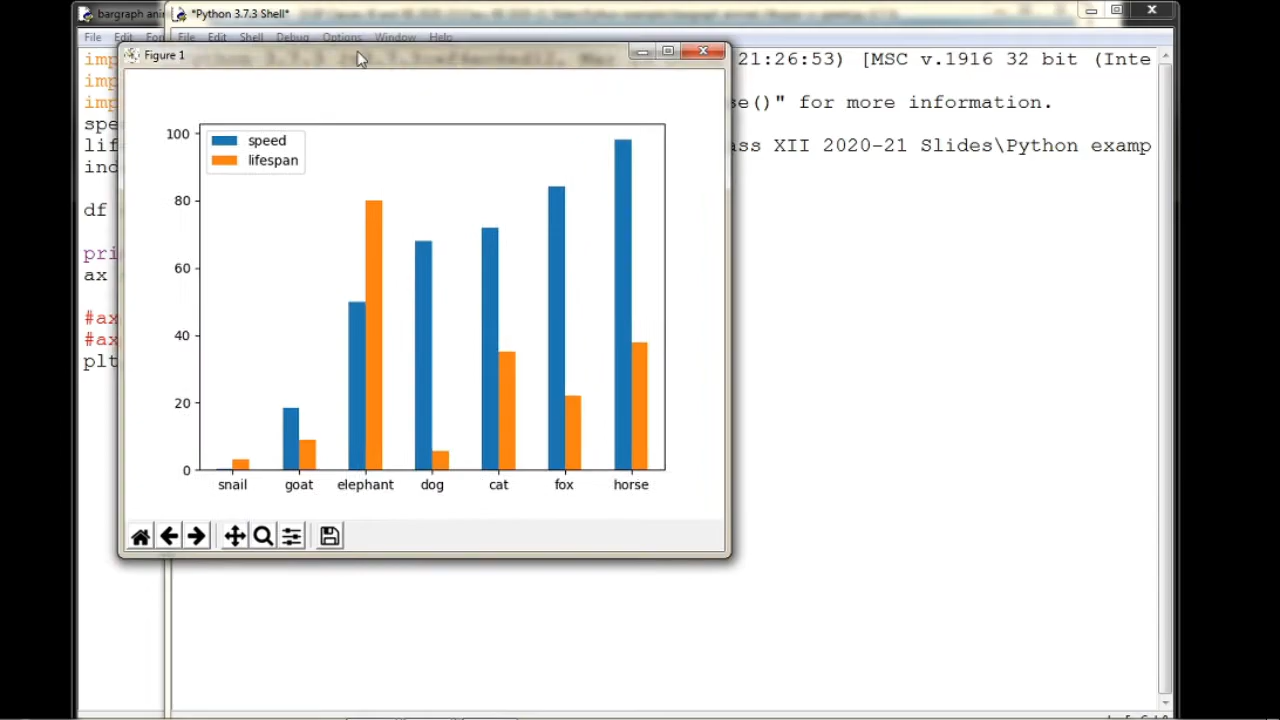 bargraph ani
*Python 3.7.3 Shell*
File Edit For
File Edit Shell Debug Options Window Help
Figure 1
imp
imp
imp
spe
lif
ind
df
pri
ax
#ax
#ax
plt
21:26:53) [MSC v.1916 32 bit (Inte
se()" for more information.
ass XII 2020-21 Slides\Python examp
speed
lifespan
100
80
60
40
20
0
snail goat elephant dog cat fox horse